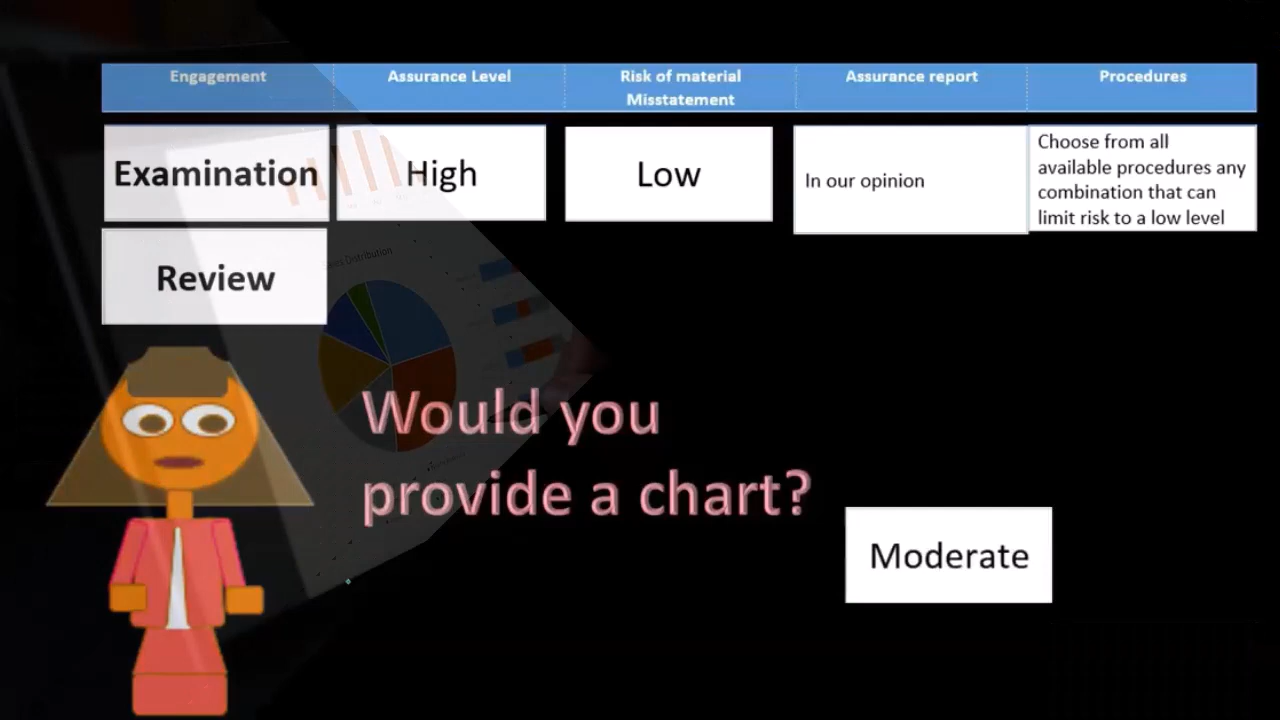 Engagement
Assurance Level
Risk of material
Misstatement
Assurance report
Procedures
Examination
High
Low
In our opinion
Choose from all
available procedures any
combination that can
limit risk to a low level
Review
Distribution
Would you
provide a chart?
Moderate